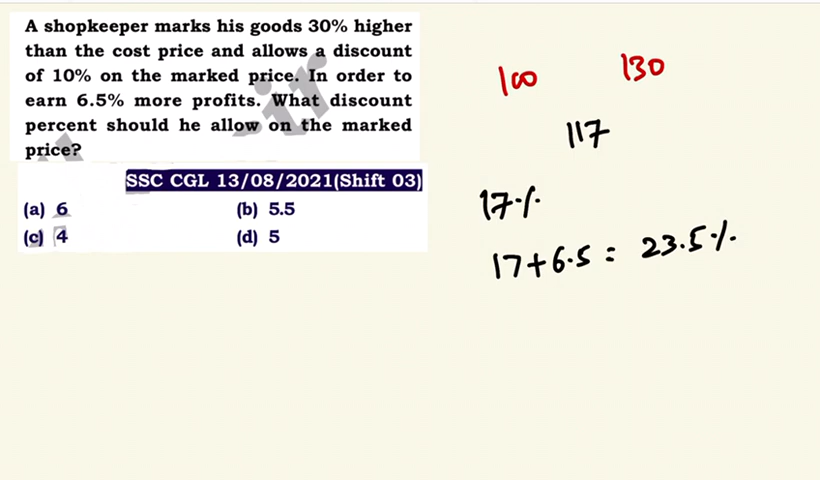 A shopkeeper marks his goods 30% higher
than the cost price and allows a discount
of 10% on the marked price. In order to
earn 6.5% more profits. What discount
percent should he allow on the marked
price?
SSC CGL 13/08/2021(Shift 03)
(a) 6 (b) 5.5
(c) 4 (d) 5
100 130
117
17%
17+6.5 = 23.5%